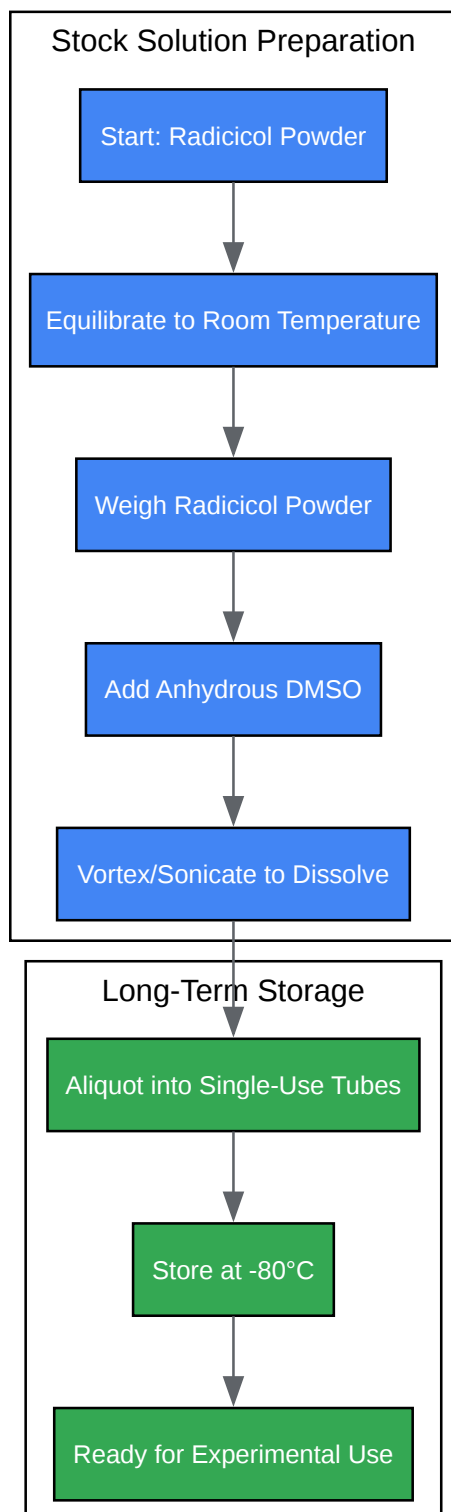 Stock Solution Preparation
Start: Radicicol Powder
Equilibrate to Room Temperature
Weigh Radicicol Powder
Add Anhydrous DMSO
Vortex/Sonicate to Dissolve
Long-Term Storage
Aliquot into Single-Use Tubes
Store at -80°C
Ready for Experimental Use